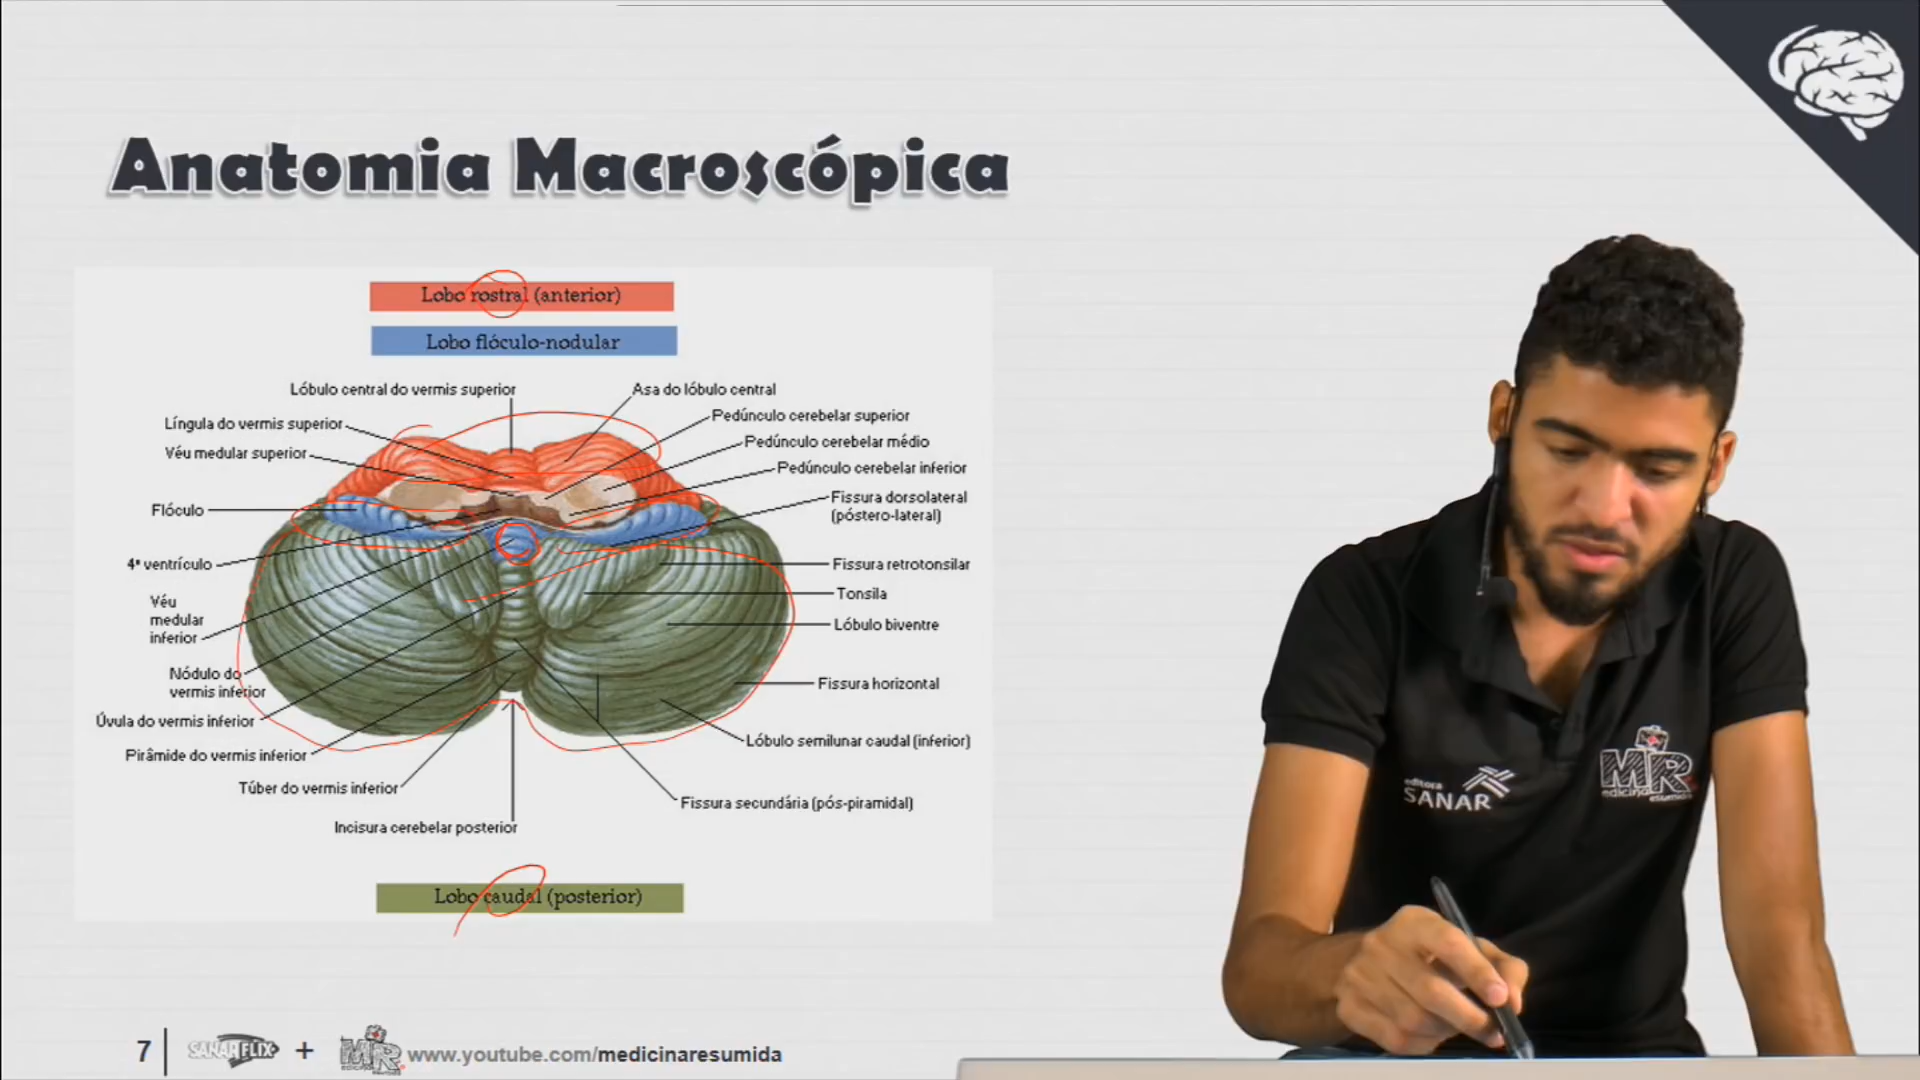 Anatomia Macroscópica
Lobo rostral (anterior)
Lobo flóculo-nodular
Lóbulo central do vermis superior
Asa do lóbulo central
Língula do vermis superior
Pedúnculo cerebelar superior
Véu medular superior
Pedúnculo cerebelar médio
Pedúnculo cerebelar inferior
Flóculo
Fissura dorsolateral
(póstero-lateral)
4º ventrículo
Fissura retrotonsilar
Véu
medular
inferior
Tonsila
Lóbulo biventre
Nódulo do
vermis inferior
Fissura horizontal
Úvula do vermis inferior
Lóbulo semilunar caudal (inferior)
Pirâmide do vermis inferior
Túber do vermis inferior
Fissura secundária (pós-piramidal)
Incisura cerebelar posterior
Lobo caudal (posterior)
7
SANARFLIX
+
MR
www.youtube.com/medicinaresumida
editora
SANAR
MR